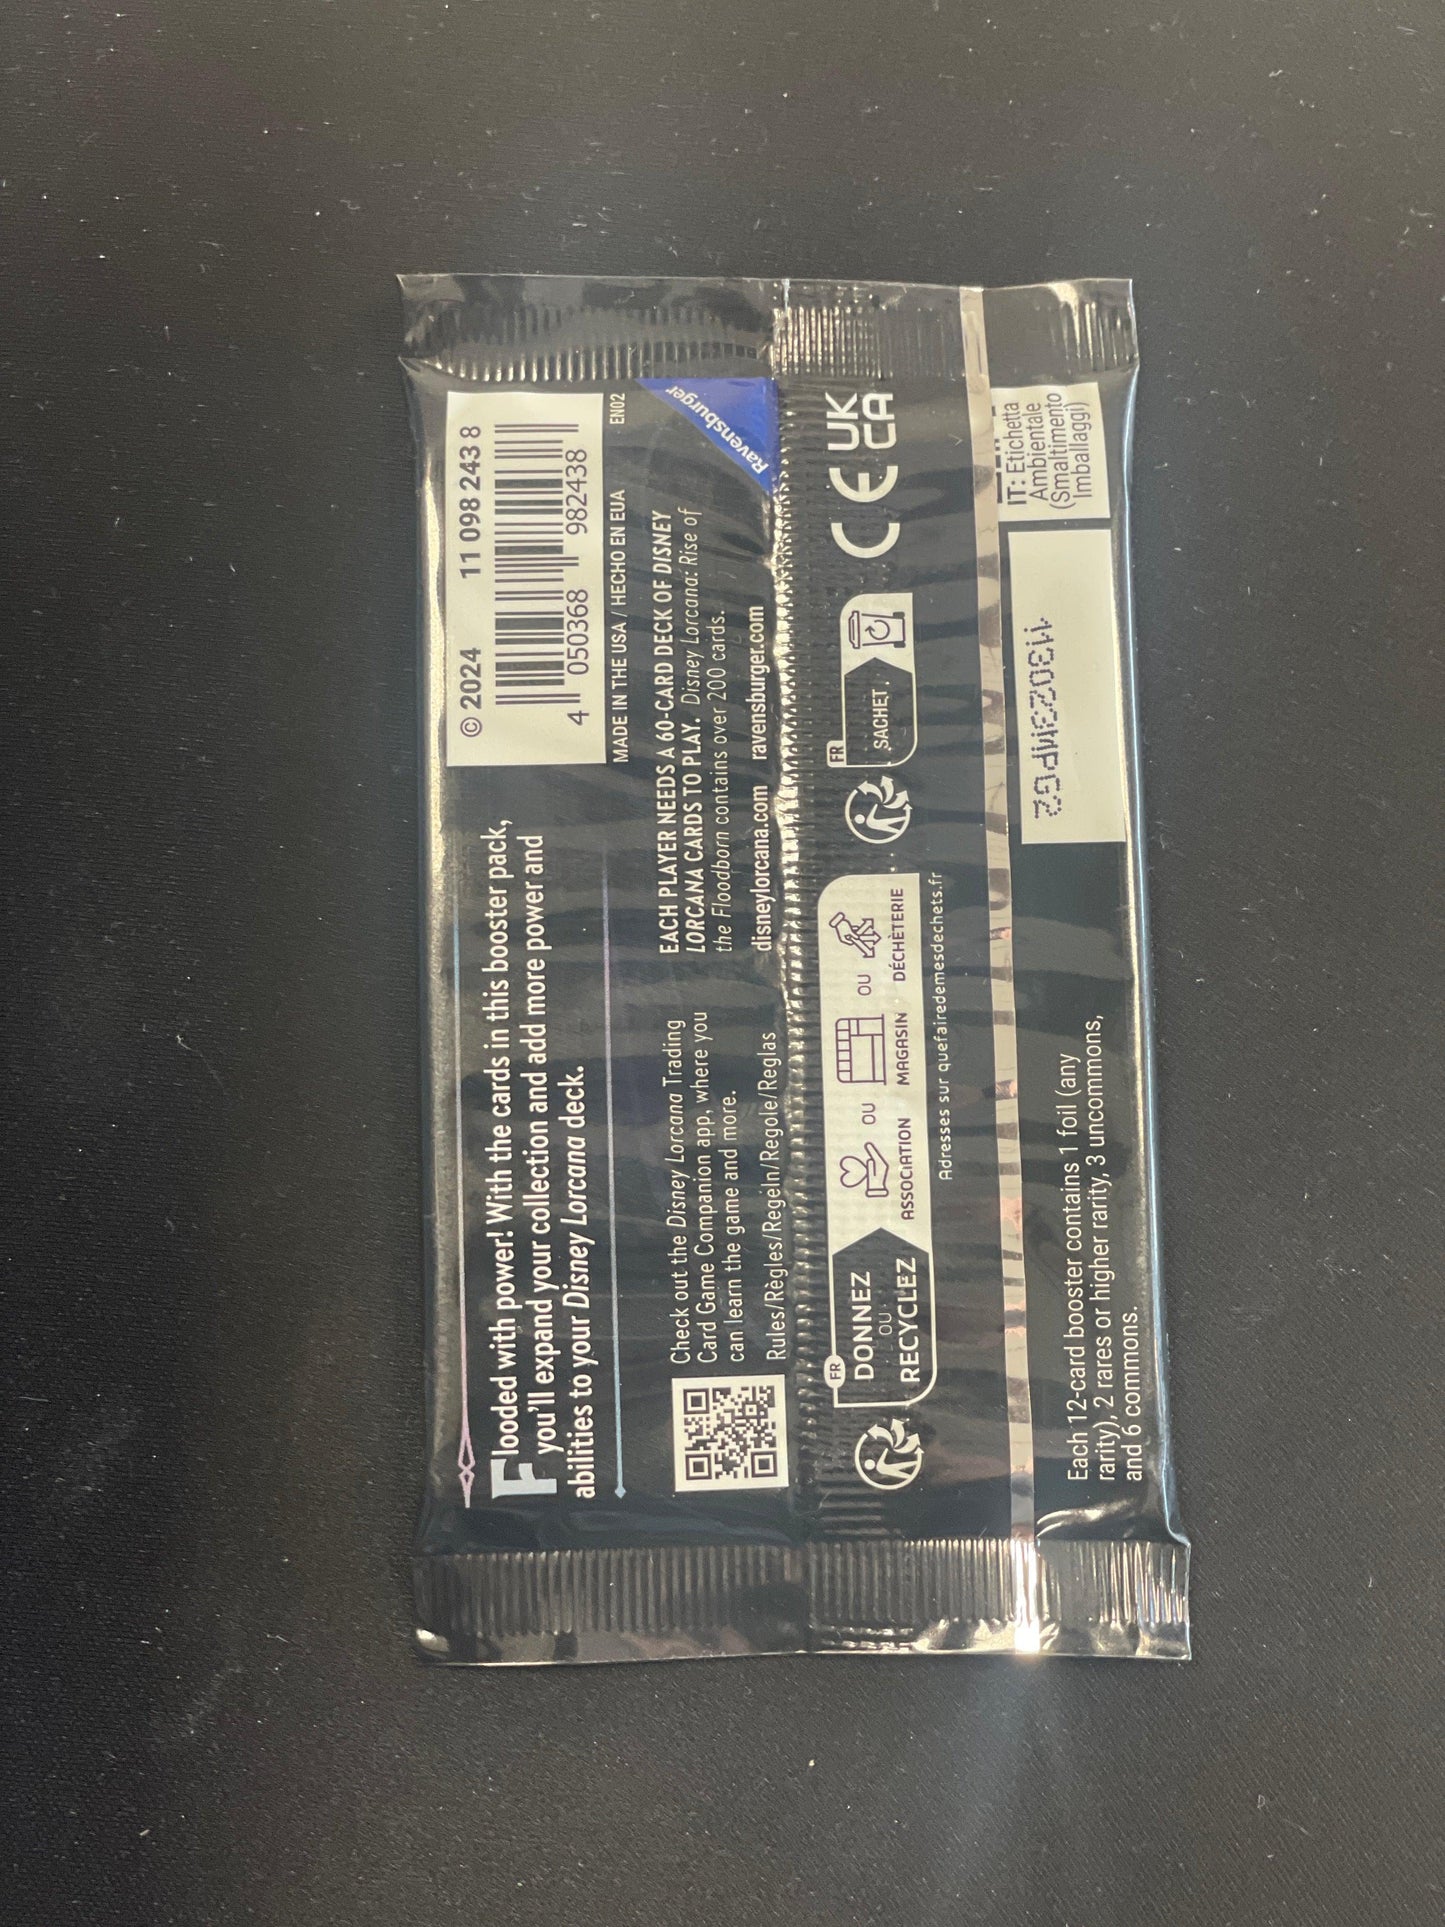 Flooded with power! With the cards in this booster pack,
you'll expand your collection and add more power and
abilities to your Disney Lorcana deck.
© 2024 11 098 243 8
4 050368 982438
MADE IN THE USA / HECHO EN EUA EN02
Check out the Disney Lorcana Trading
Card Game Companion app, where you
can learn the game and more.
Rules/Règles/Regeln/Regole/Reglas
EACH PLAYER NEEDS A 60-CARD DECK OF DISNEY
LORCANA CARDS TO PLAY. Disney Lorcana: Rise of
the Floodborn contains over 200 cards.
disneylorcana.com ravensburger.com
Ravensburger
FR
DONNEZ
OU
RECYCLEZ
ASSOCIATION OU MAGASIN OU DÉCHÈTERIE
Adresses sur quefairedemesdechets.fr
FR
SACHET
CE UK
CA
IT: Etichetta
Ambientale
(Smaltimento
Imballaggi)
Each 12-card booster contains 1 foil (any
rarity), 2 rares or higher rarity, 3 uncommons,
and 6 commons.